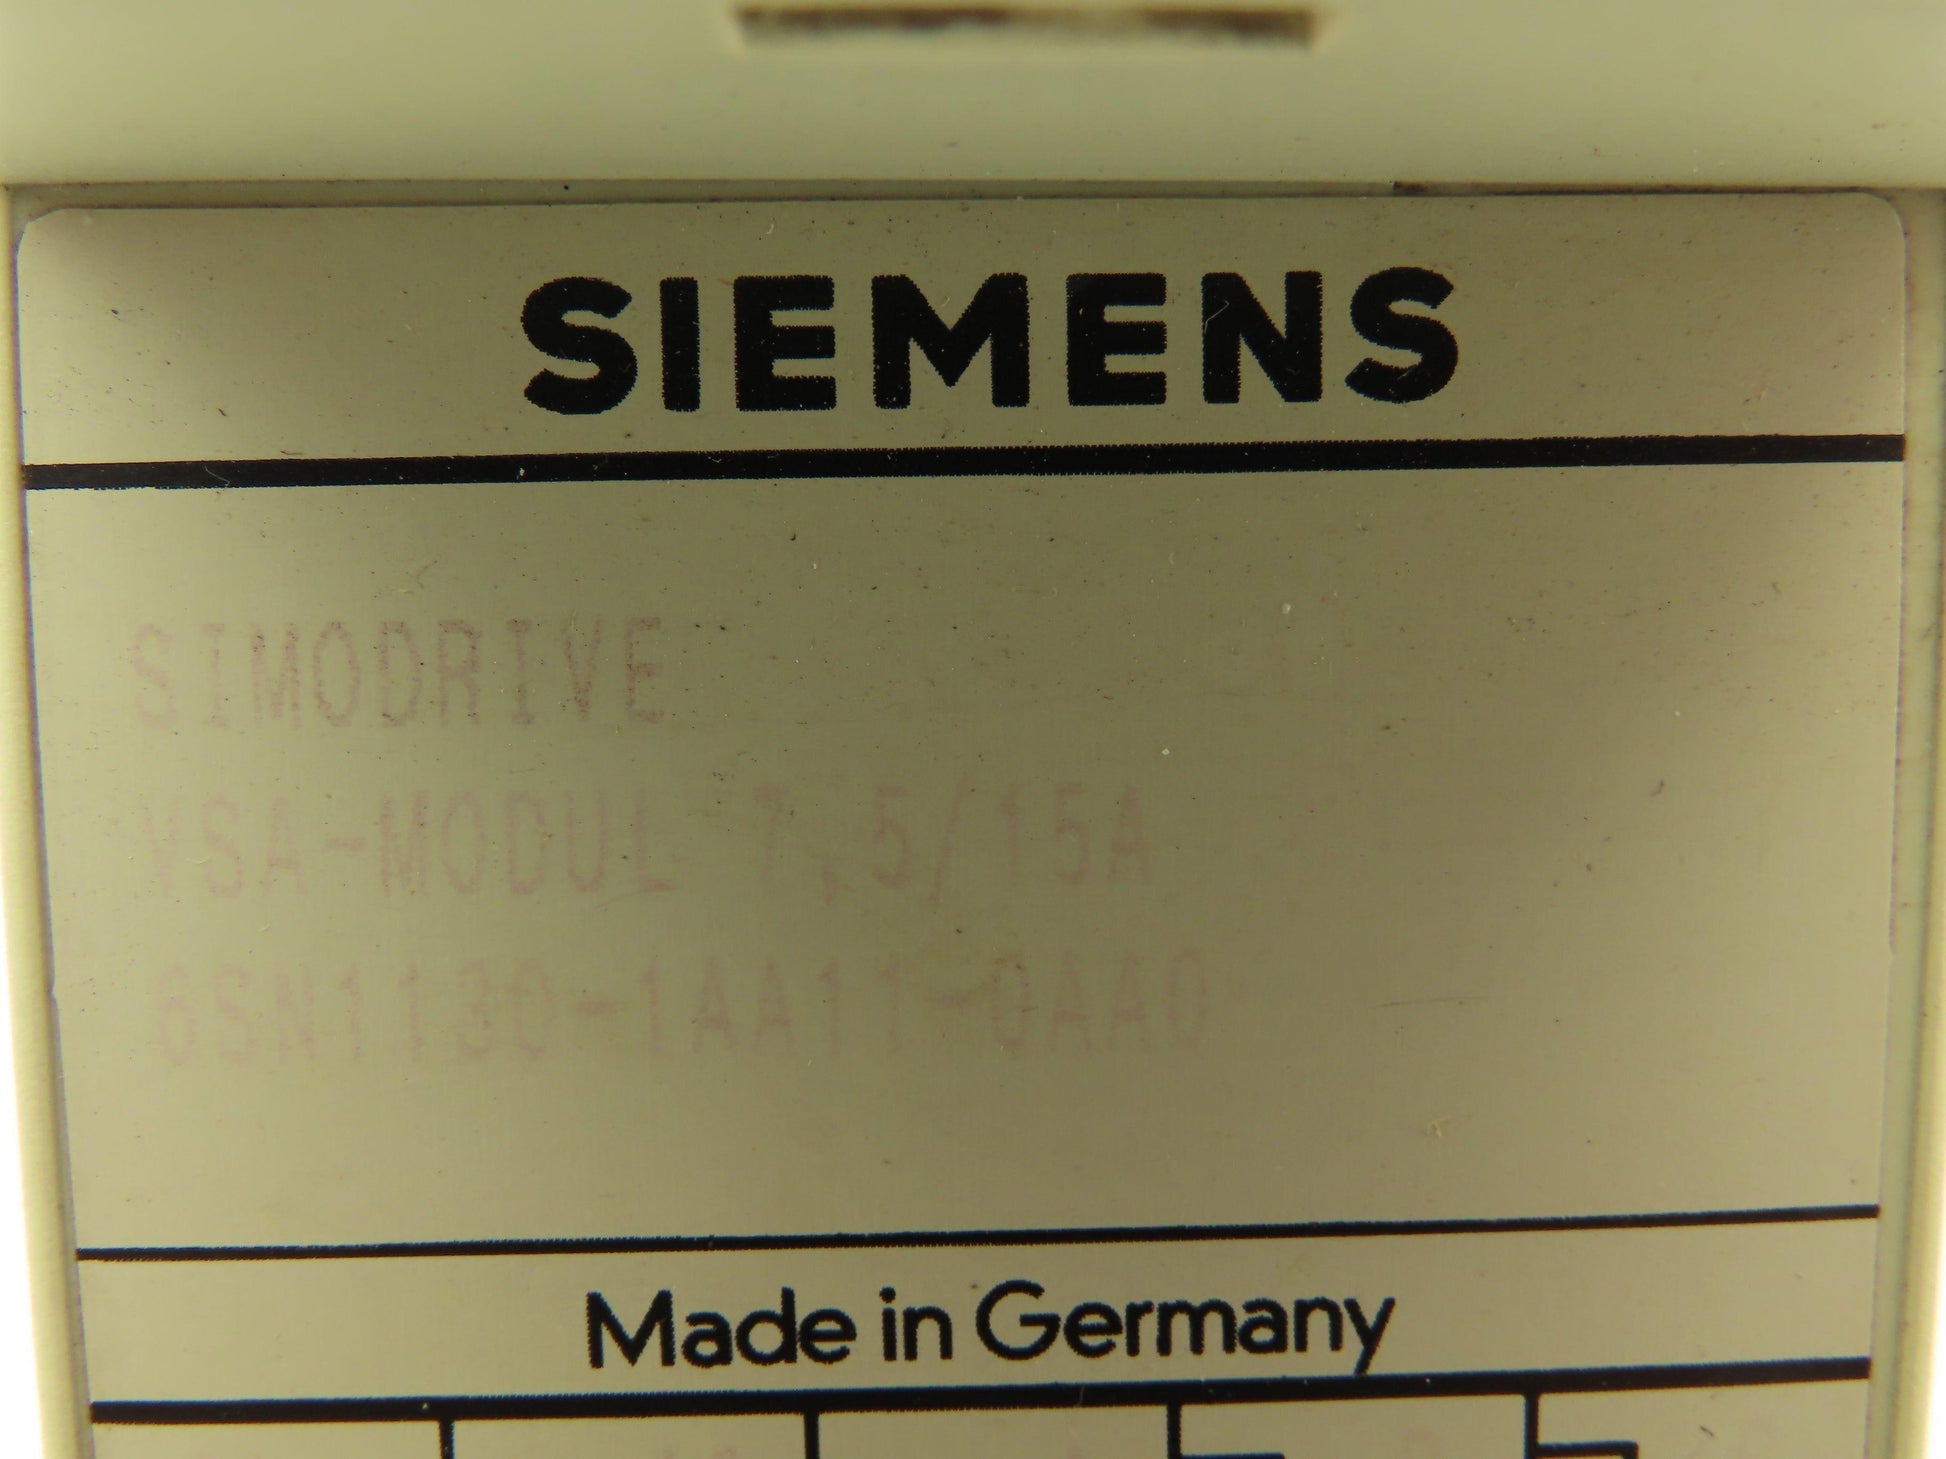 SIEMENS
SIMODRIVE
VSA-MODUL 7,5/15A
6SN1130-1AA11-0AA0
Made in Germany